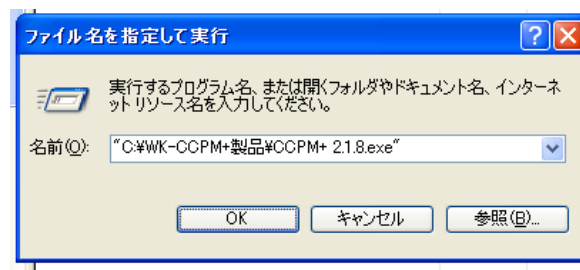 ファイル名を指定して実行
実行するプログラム名、または開くフォルダやドキュメント名、インターネ
ット リソース名を入力してください。
名前(O): "C:¥WK-CCPM+製品¥CCPM+ 2.1.8.exe"
OK キャンセル 参照(B)...